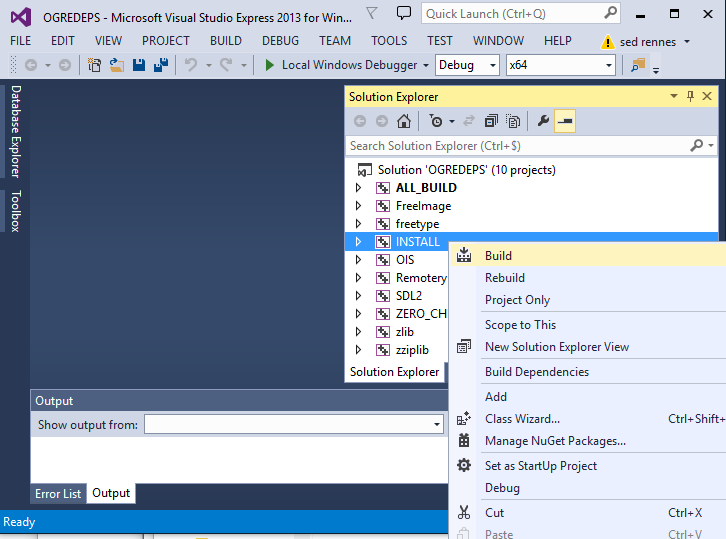 OGREDEPS - Microsoft Visual Studio Express 2013 for Win...
Quick Launch (Ctrl+Q)
FILE EDIT VIEW PROJECT BUILD DEBUG TEAM TOOLS TEST WINDOW HELP sed rennes
Local Windows Debugger Debug x64
Database Explorer
Toolbox
Solution Explorer
Search Solution Explorer (Ctrl+$)
Solution 'OGREDEPS' (10 projects)
ALL_BUILD
FreeImage
freetype
INSTALL
OIS
Remotery
SDL2
ZERO_CH
zlib
zziplib
Solution Explorer
Build
Rebuild
Project Only
Scope to This
New Solution Explorer View
Build Dependencies
Add
Class Wizard... Ctrl+Shift+
Manage NuGet Packages...
Set as StartUp Project
Debug
Cut Ctrl+X
Paste Ctrl+V
Output
Show output from:
Error List Output
Ready